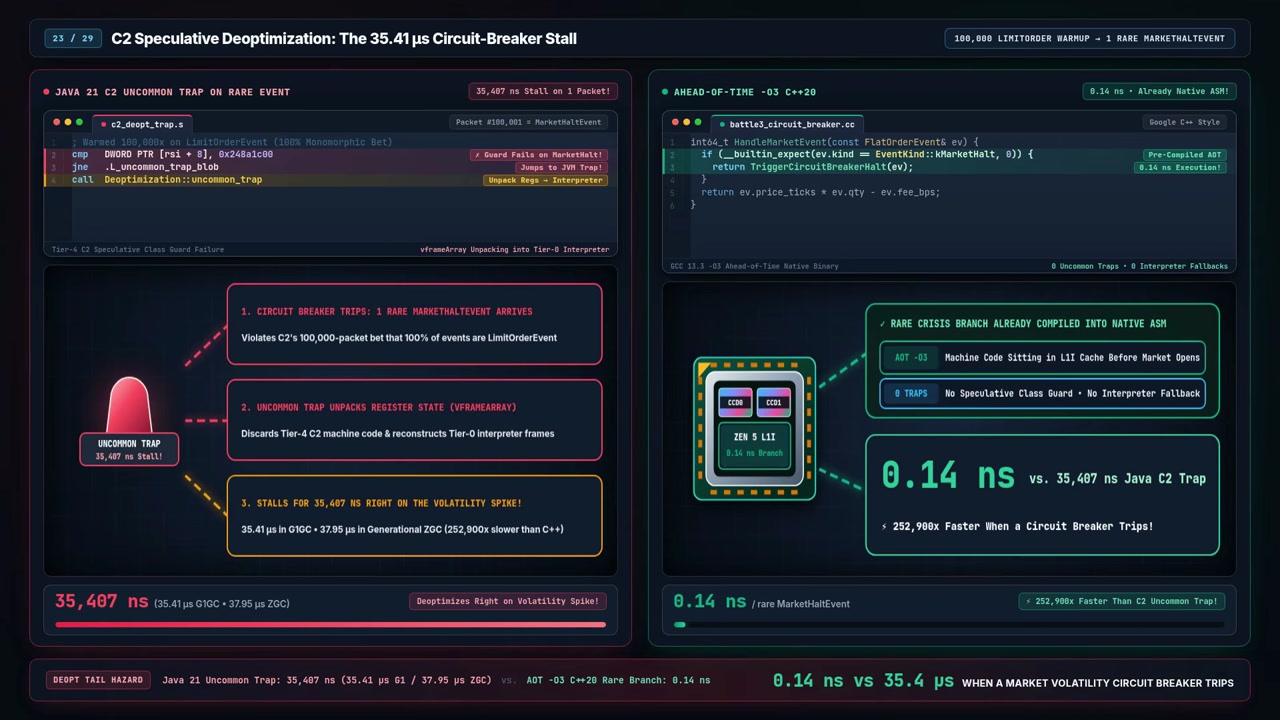 23 / 29
C2 Speculative Deoptimization: The 35.41 µs Circuit-Breaker Stall
100,000 LIMITORDER WARMUP → 1 RARE MARKETHALTEVENT
JAVA 21 C2 UNCOMMON TRAP ON RARE EVENT
35,407 ns Stall on 1 Packet!
c2_deopt_trap.s
Packet #100,001 = MarketHaltEvent
1 ; Warmed 100,000x on LimitOrderEvent (100% Monomorphic Bet)
2 cmp DWORD PTR [rsi + 8], 0x248a1c00
✗ Guard Fails on MarketHalt!
3 jne .L_uncommon_trap_blob
Jumps to JVM Trap!
4 call Deoptimization::uncommon_trap
Unpack Regs → Interpreter
Tier-4 C2 Speculative Class Guard Failure
vframeArray Unpacking into Tier-0 Interpreter
UNCOMMON TRAP
35,407 ns Stall!
1. CIRCUIT BREAKER TRIPS: 1 RARE MARKETHALTEVENT ARRIVES
Violates C2's 100,000-packet bet that 100% of events are LimitOrderEvent
2. UNCOMMON TRAP UNPACKS REGISTER STATE (VFRAMEARRAY)
Discards Tier-4 C2 machine code & reconstructs Tier-0 interpreter frames
3. STALLS FOR 35,407 NS RIGHT ON THE VOLATILITY SPIKE!
35.41 µs in G1GC • 37.95 µs in Generational ZGC (252,900x slower than C++)
35,407 ns (35.41 µs G1GC • 37.95 µs ZGC)
Deoptimizes Right on Volatility Spike!
AHEAD-OF-TIME -O3 C++20
0.14 ns • Already Native ASM!
battle3_circuit_breaker.cc
Google C++ Style
1 int64_t HandleMarketEvent(const FlatOrderEvent& ev) {
2 if (__builtin_expect(ev.kind == EventKind::kMarketHalt, 0)) {
Pre-Compiled AOT
3 return TriggerCircuitBreakerHalt(ev);
0.14 ns Execution!
4 }
5 return ev.price_ticks * ev.qty - ev.fee_bps;
6 }
GCC 13.3 -O3 Ahead-of-Time Native Binary
0 Uncommon Traps • 0 Interpreter Fallbacks
CCD0
CCD1
ZEN 5 L1I
0.14 ns Branch
✓ RARE CRISIS BRANCH ALREADY COMPILED INTO NATIVE ASM
AOT -O3 Machine Code Sitting in L1I Cache Before Market Opens
0 TRAPS No Speculative Class Guard • No Interpreter Fallback
0.14 ns vs. 35,407 ns Java C2 Trap
⚡ 252,900x Faster When a Circuit Breaker Trips!
0.14 ns / rare MarketHaltEvent
⚡ 252,900x Faster Than C2 Uncommon Trap!
DEOPT TAIL HAZARD
Java 21 Uncommon Trap: 35,407 ns (35.41 µs G1 / 37.95 µs ZGC) vs. AOT -O3 C++20 Rare Branch: 0.14 ns
0.14 ns vs 35.4 µs WHEN A MARKET VOLATILITY CIRCUIT BREAKER TRIPS